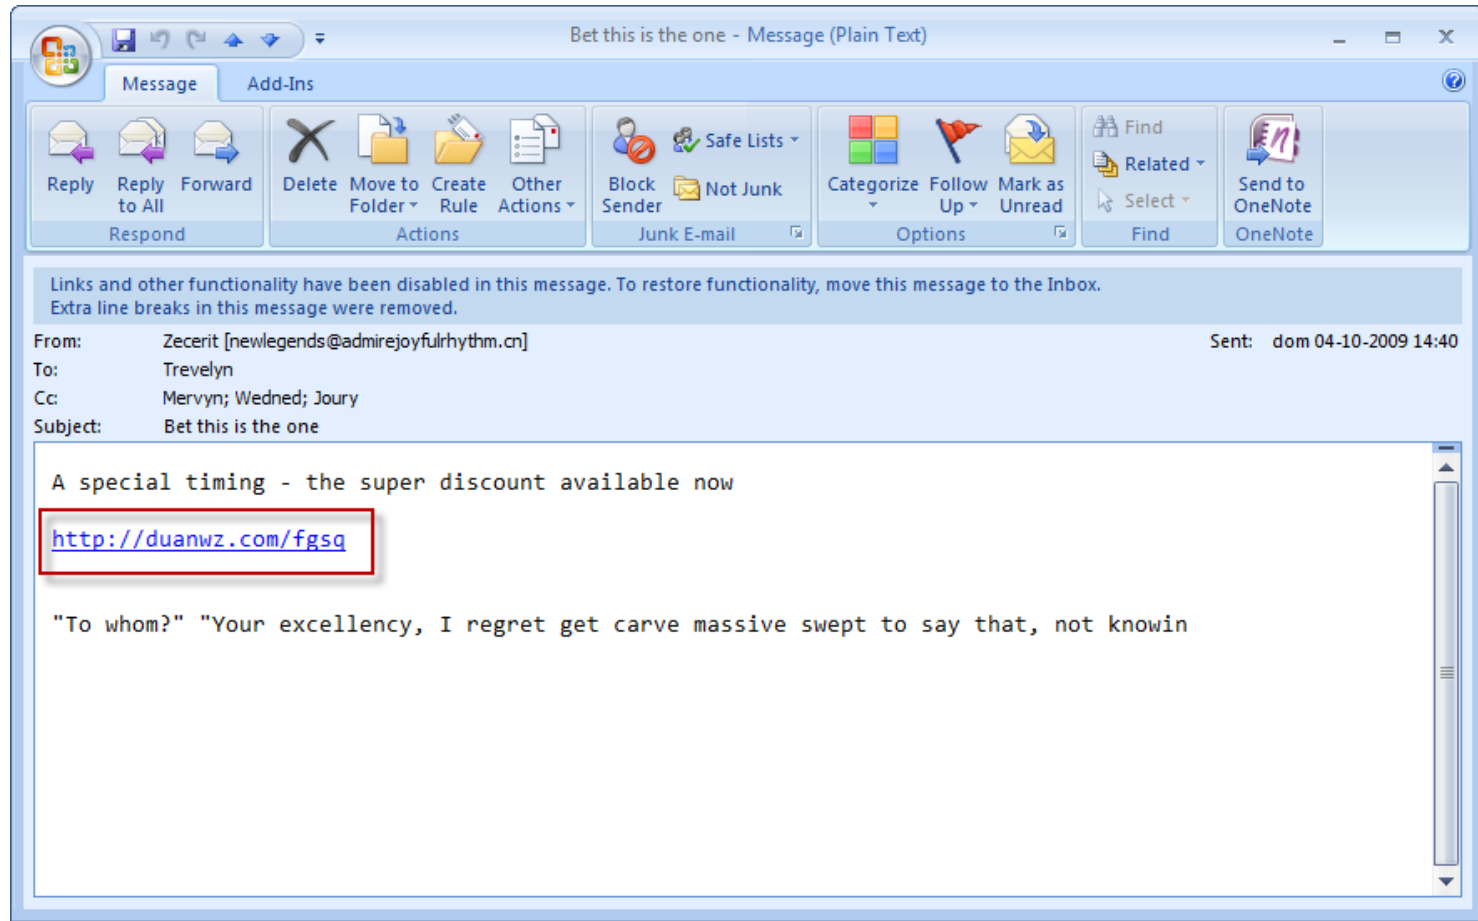 Bet this is the one - Message (Plain Text)
Message Add-Ins
Reply
Reply to All
Forward
Respond
Delete
Move to Folder
Create Rule
Other Actions
Actions
Block Sender
Safe Lists
Not Junk
Junk E-mail
Categorize
Follow Up
Mark as Unread
Options
Find
Related
Select
Find
Send to OneNote
OneNote
Links and other functionality have been disabled in this message. To restore functionality, move this message to the Inbox.
Extra line breaks in this message were removed.
From: Zecerit [newlegends@admirejoyfulrhythm.cn] Sent: dom 04-10-2009 14:40
To: Trevelyn
Cc: Mervyn; Wedned; Joury
Subject: Bet this is the one
A special timing - the super discount available now
http://duanwz.com/fgsq
"To whom?" "Your excellency, I regret get carve massive swept to say that, not knowin